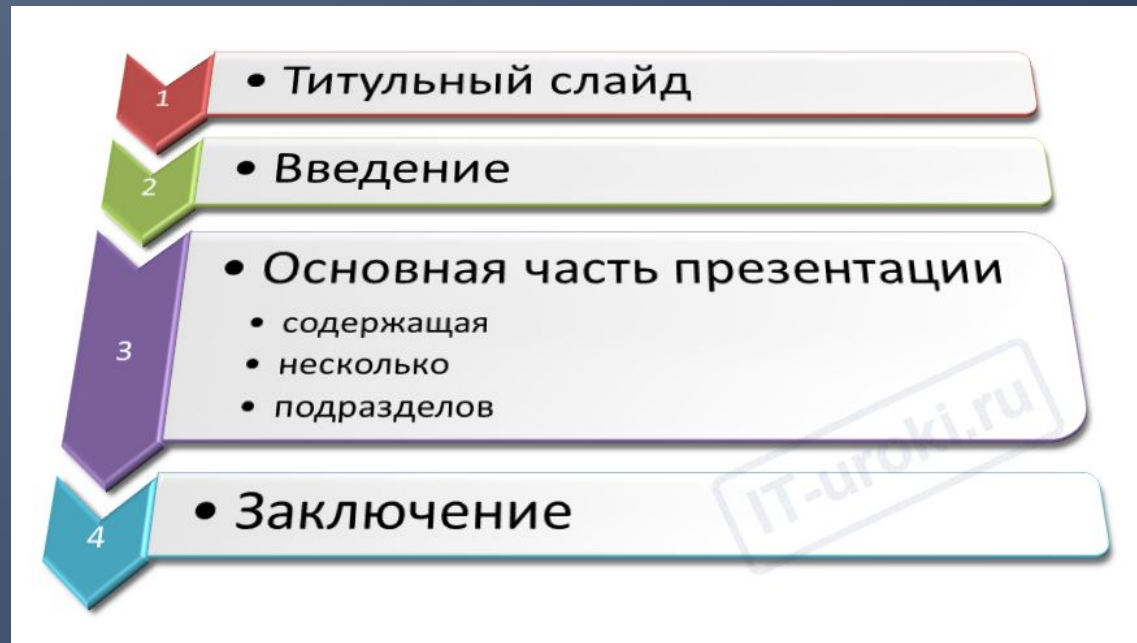 1
• Титульный слайд
2
• Введение
3
• Основная часть презентации
• содержащая
• несколько
• подразделов
4
• Заключение
IT-uroki.ru